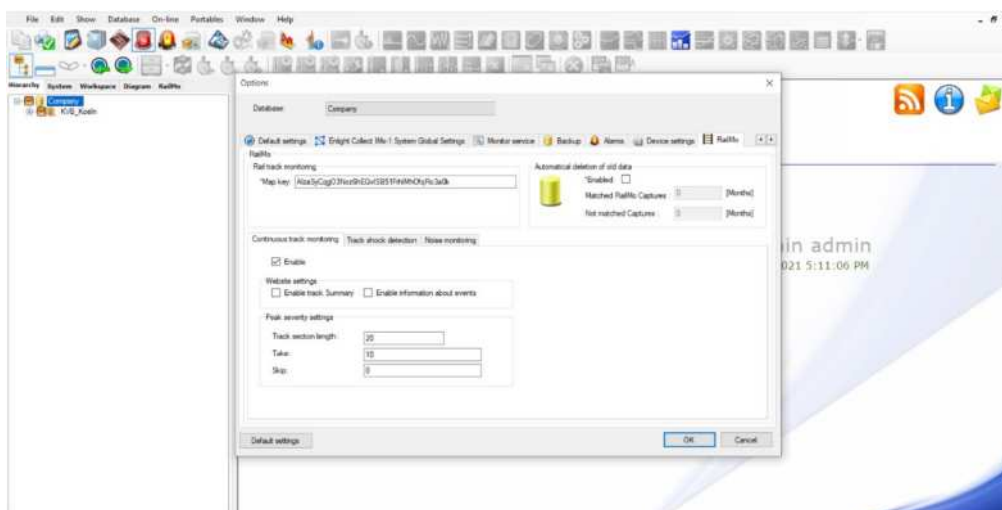 File Edit Show Database On-line Portables Window Help
Hierarchy System Workspace Diagram RailMo
Company
KVB_Koeln
Options
Database: Company
Default settings Enlight Collect IMx-1 System Global Settings Monitor service Backup Alarms Device settings RailMo
RailMo
Rail track monitoring
*Map key:
Automatical deletion of old data
*Enabled
Matched RailMo Captures : 0 [Months]
Not matched Captures : 0 [Months]
Continuous track monitoring Track shock detection Noise monitoring
Enable
Website settings
Enable track Summary Enable information about events
Peak severity settings
Track section length: 20
Take: 10
Skip: 0
Default settings OK Cancel
in admin
021 5:11:06 PM